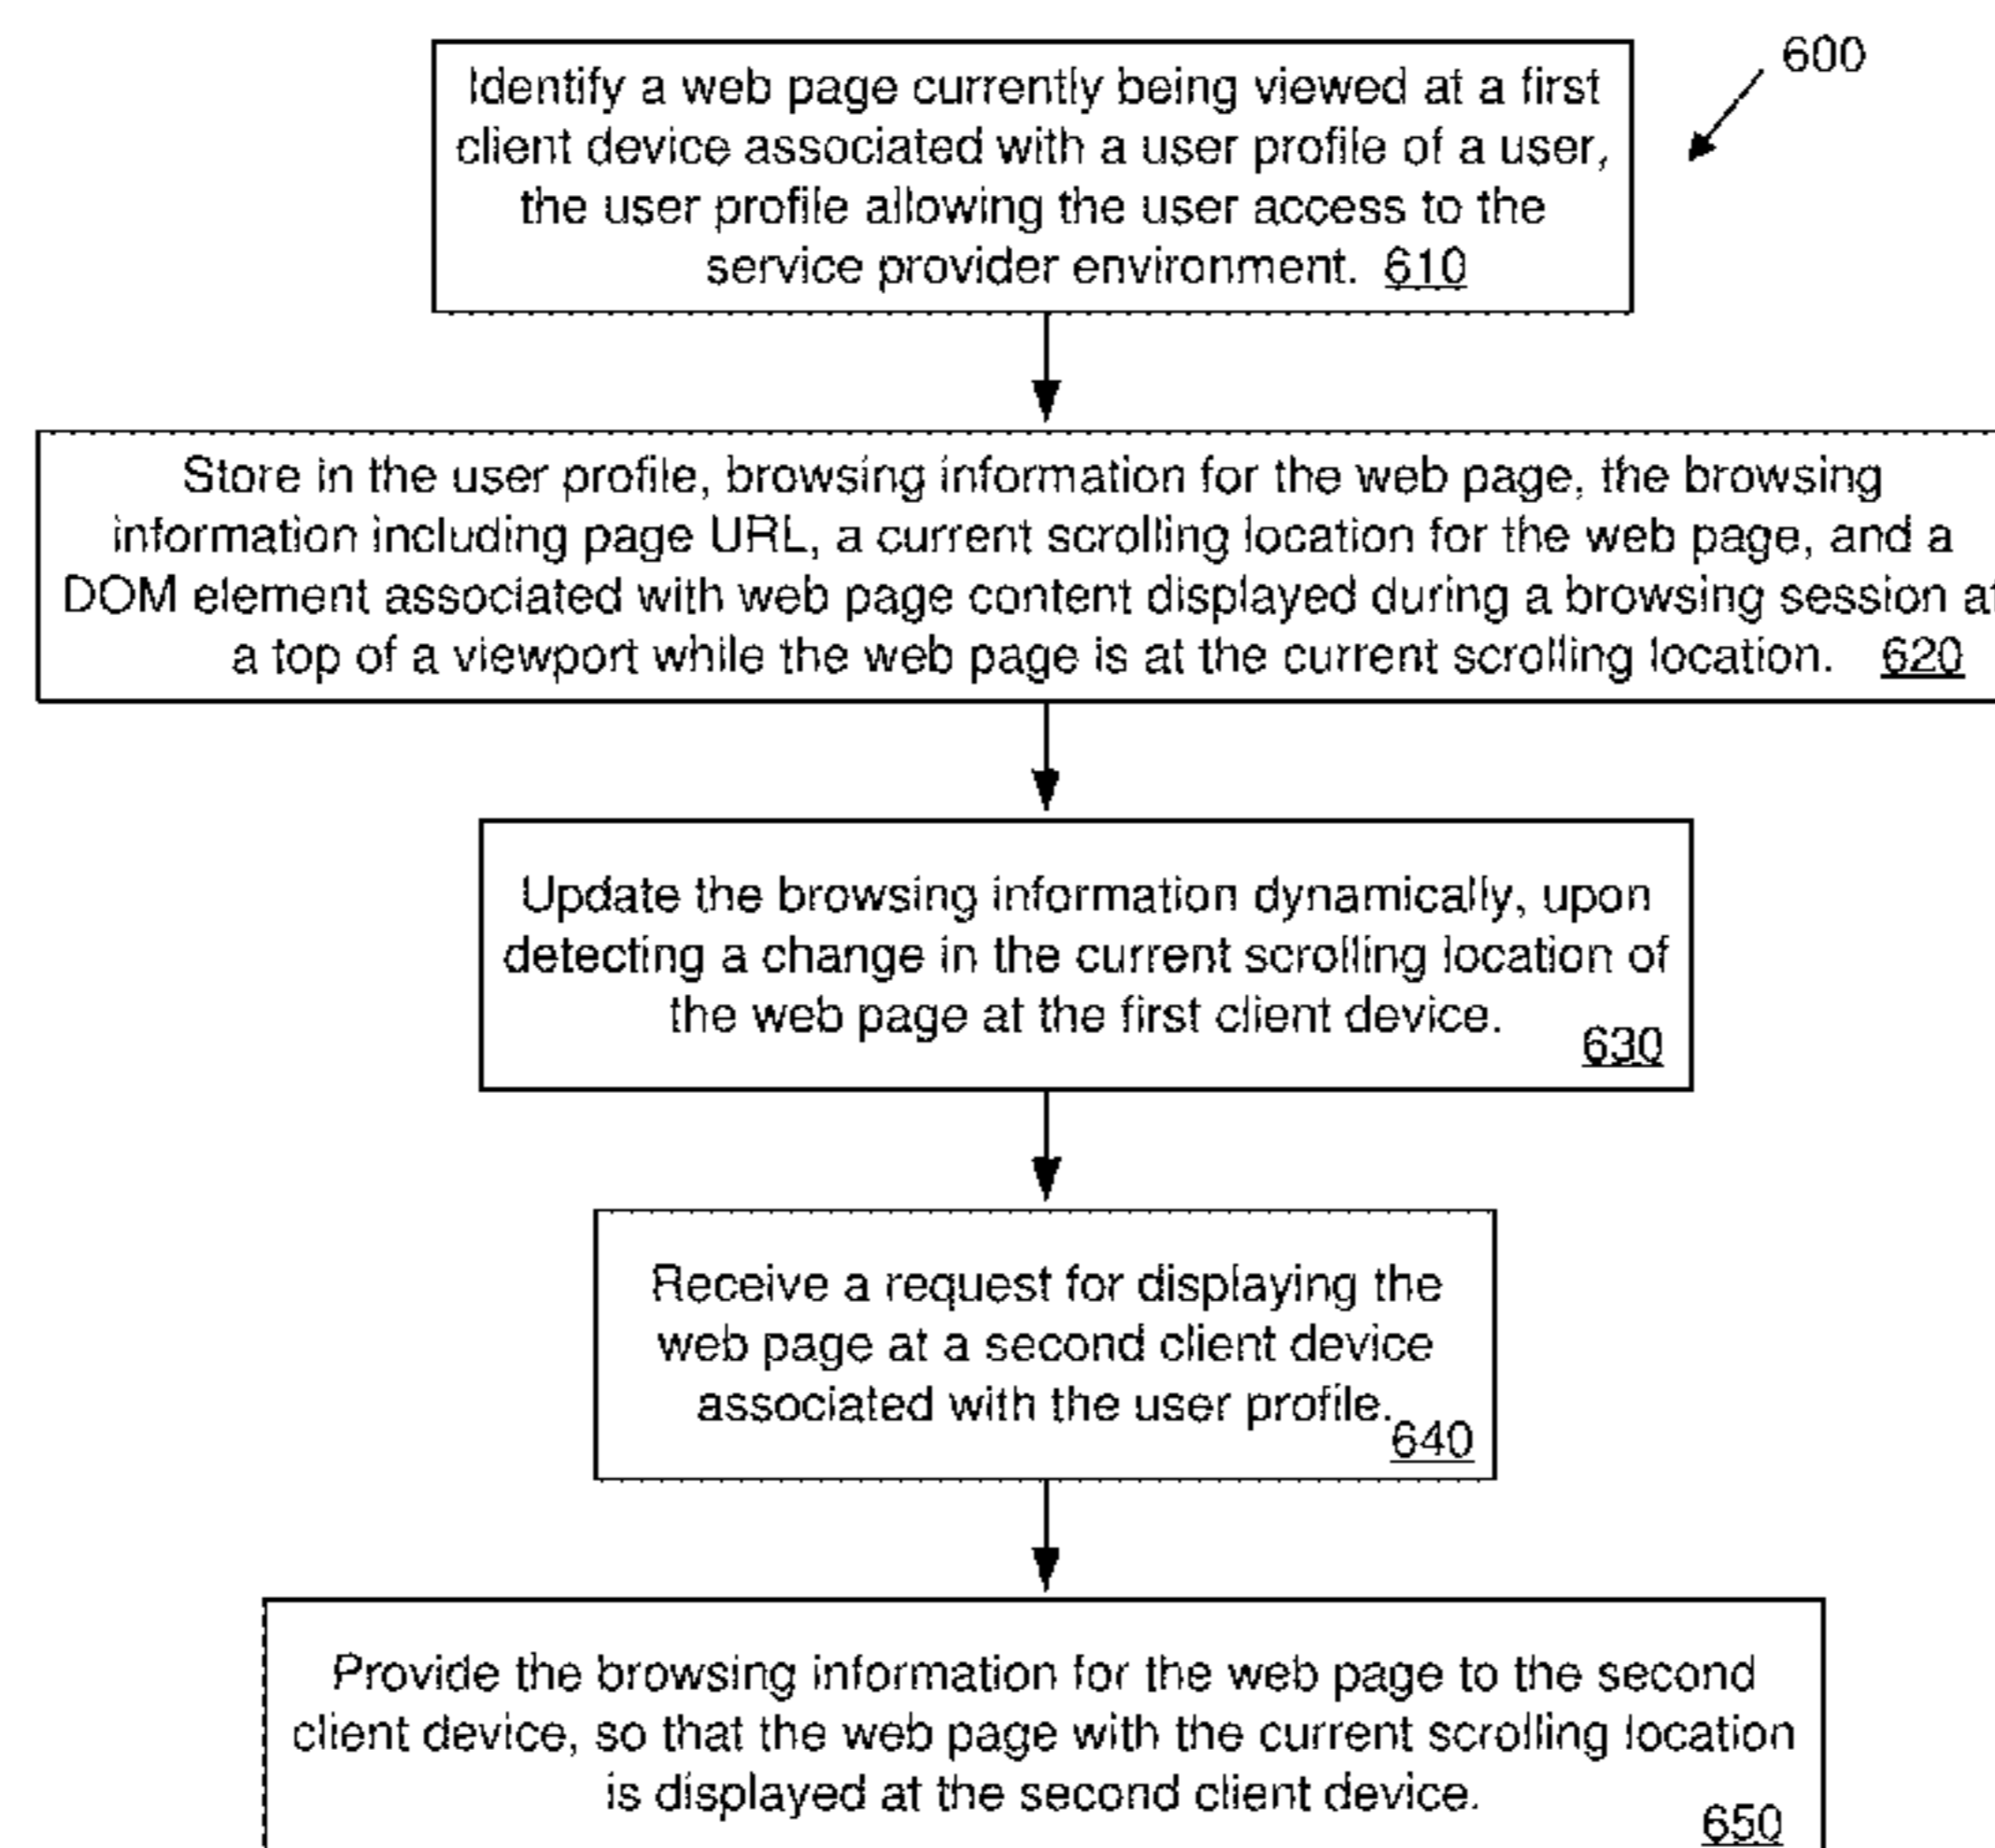 600
Identify a web page currently being viewed at a first
client device associated with a user profile of a user,
the user profile allowing the user access to the
service provider environment. 610
Store in the user profile, browsing information for the web page, the browsing
information including page URL, a current scrolling location for the web page, and a
DOM element associated with web page content displayed during a browsing session at
a top of a viewport while the web page is at the current scrolling location. 620
Update the browsing information dynamically, upon
detecting a change in the current scrolling location of
the web page at the first client device.
630
Receive a request for displaying the
web page at a second client device
associated with the user profile.
640
Provide the browsing information for the web page to the second
client device, so that the web page with the current scrolling location
is displayed at the second client device.
650